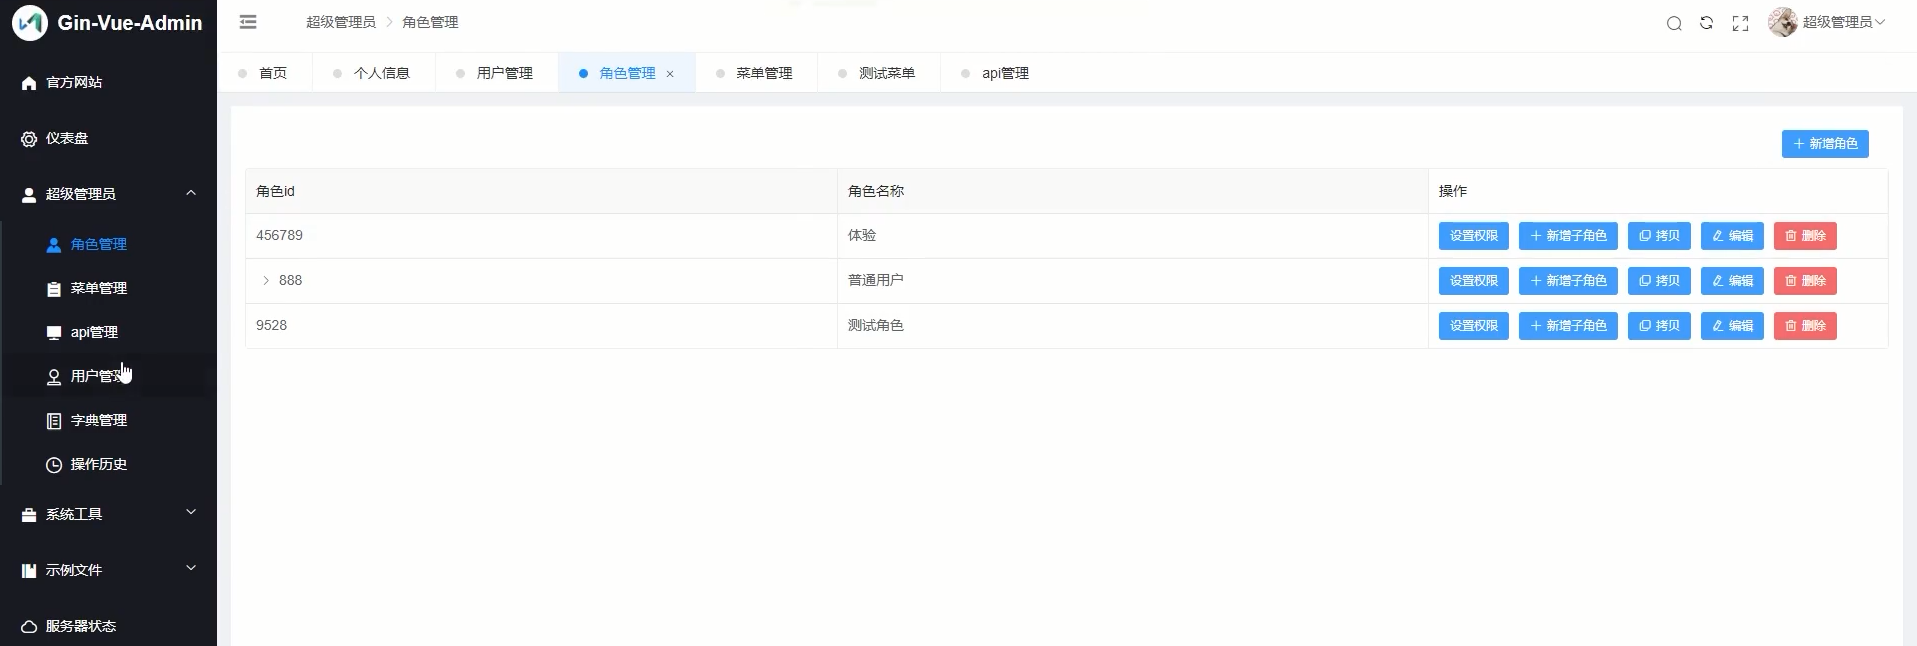 Gin-Vue-Admin
官方网站
仪表盘
超级管理员
角色管理
菜单管理
api管理
用户管理
字典管理
操作历史
系统工具
示例文件
服务器状态
超级管理员 > 角色管理
超级管理员
首页 个人信息 用户管理 角色管理 × 菜单管理 测试菜单 api管理
+ 新增角色
角色id 角色名称 操作
456789 体验 设置权限 + 新增子角色 拷贝 编辑 删除
> 888 普通用户 设置权限 + 新增子角色 拷贝 编辑 删除
9528 测试角色 设置权限 + 新增子角色 拷贝 编辑 删除